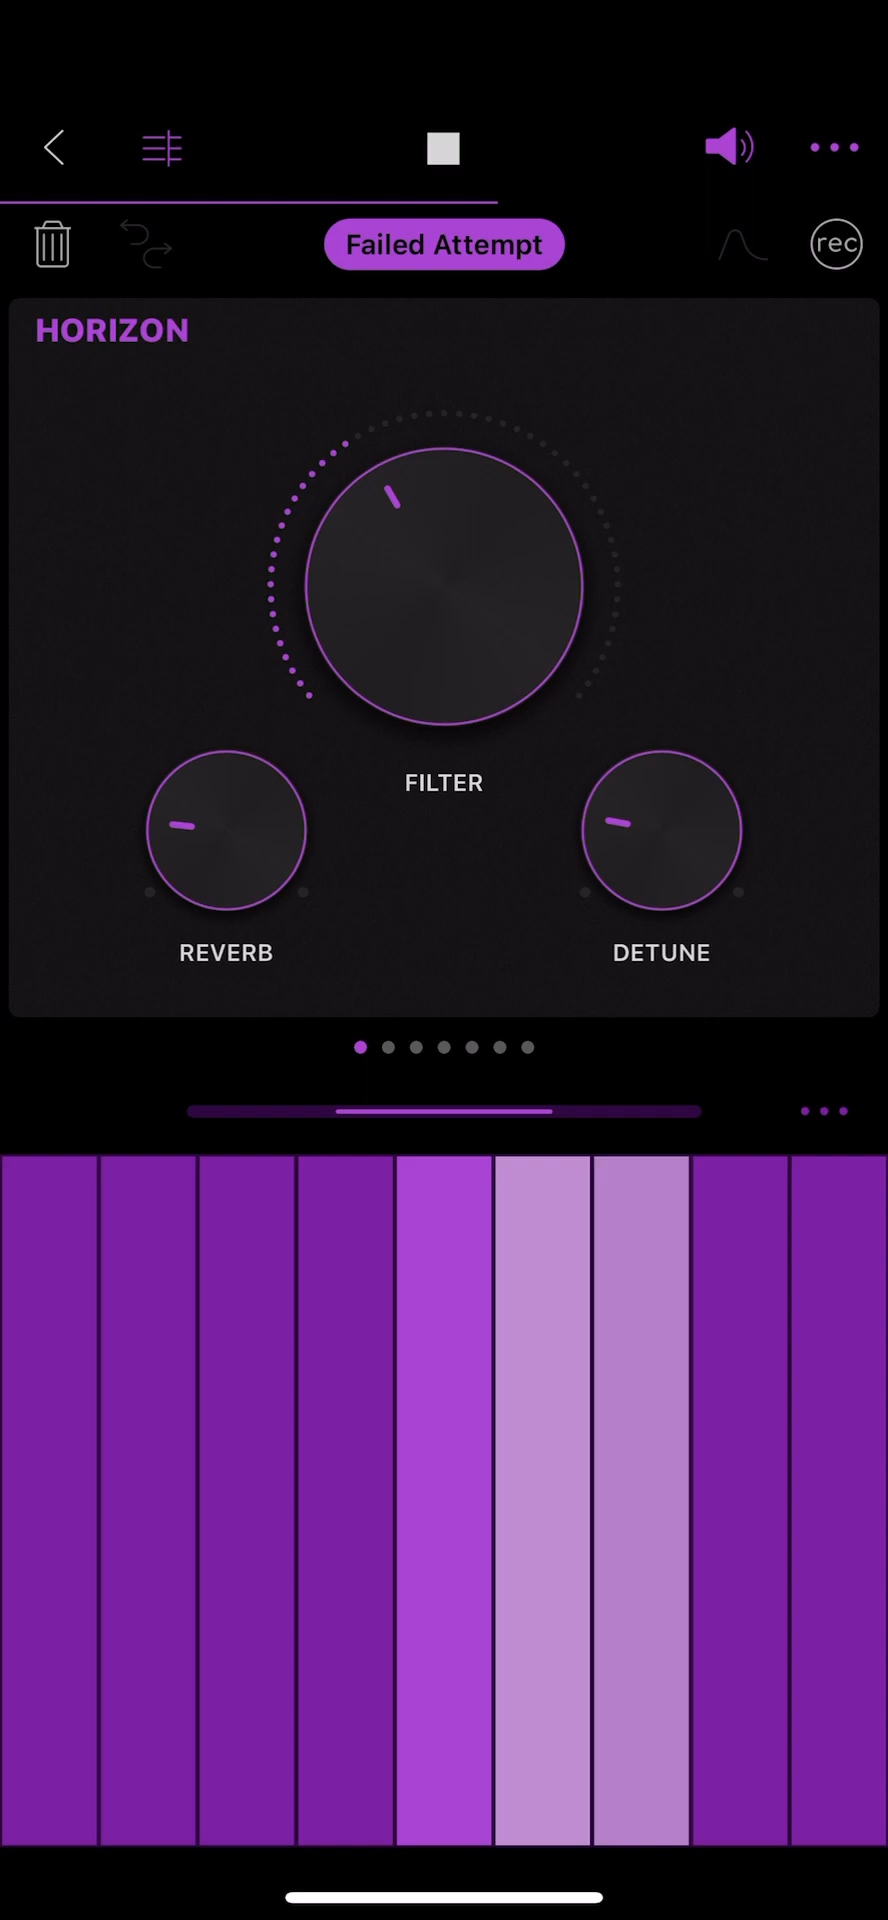 Failed Attempt
rec
HORIZON
FILTER
REVERB
DETUNE